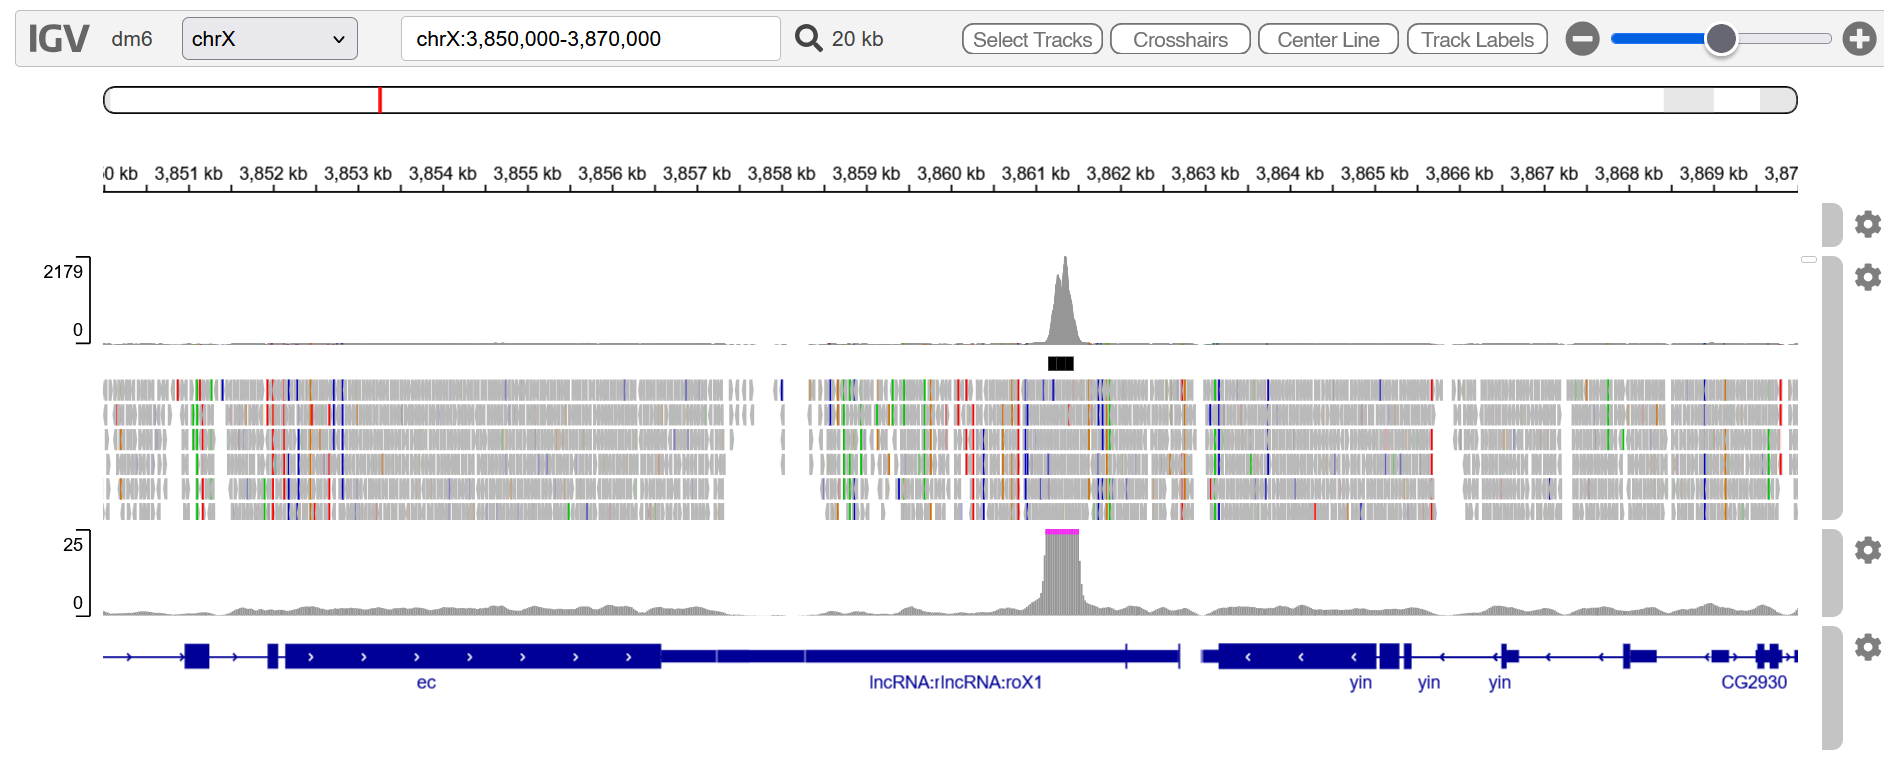 IGV dm6 chrX chrX:3,850,000-3,870,000 20 kb Select Tracks Crosshairs Center Line Track Labels
0 kb 3,851 kb 3,852 kb 3,853 kb 3,854 kb 3,855 kb 3,856 kb 3,857 kb 3,858 kb 3,859 kb 3,860 kb 3,861 kb 3,862 kb 3,863 kb 3,864 kb 3,865 kb 3,866 kb 3,867 kb 3,868 kb 3,869 kb 3,87
2179
0
25
0
ec lncRNA:rlncRNA:roX1 yin yin yin CG2930